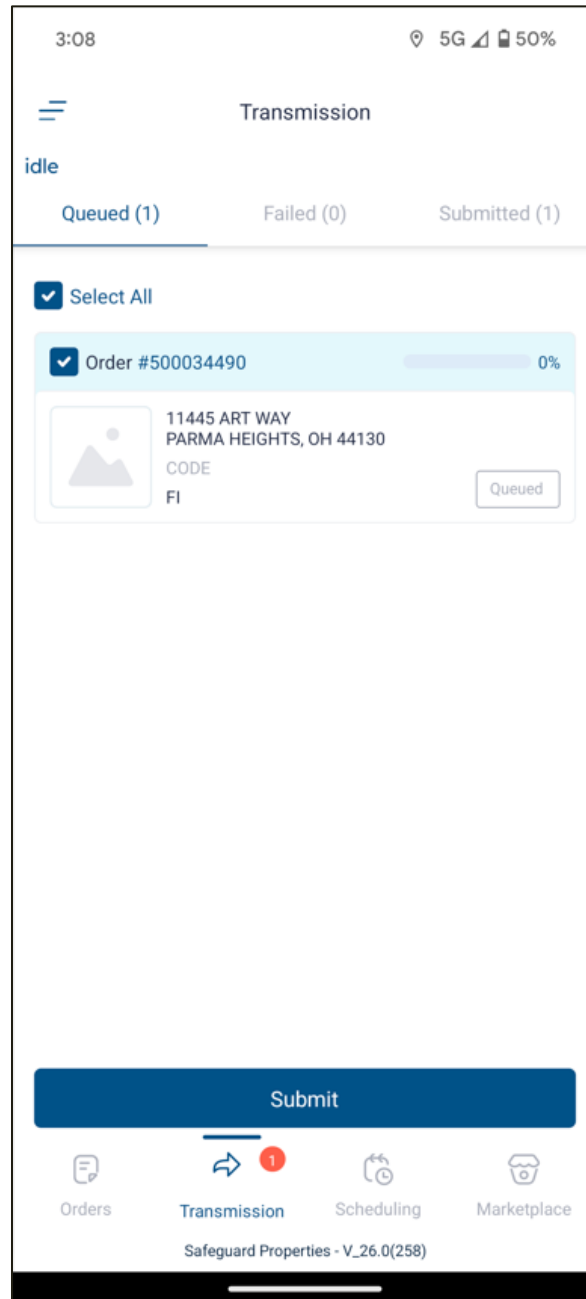 3:08 5G 50%
Transmission
idle
Queued (1) Failed (0) Submitted (1)
Select All
Order #500034490 0%
11445 ART WAY
PARMA HEIGHTS, OH 44130
CODE
FI
Queued
Submit
1
Orders Transmission Scheduling Marketplace
Safeguard Properties - V_26.0(258)